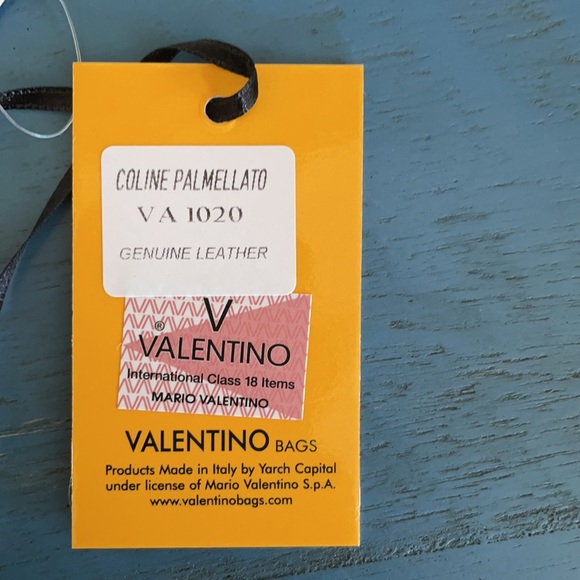 COLINE PALMELLATO
VA 1020
GENUINE LEATHER
V
®
VALENTINO
International Class 18 Items
MARIO VALENTINO
VALENTINO BAGS
Products Made in Italy by Yarch Capital
under license of Mario Valentino S.p.A.
www.valentinobags.com